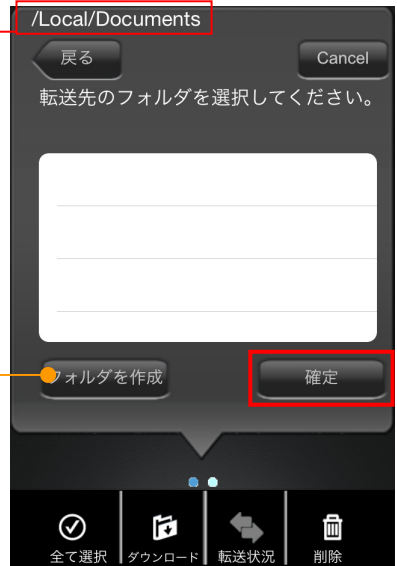 /Local/Documents
戻る
Cancel
転送先のフォルダを選択してください。
フォルダを作成
確定
全て選択
ダウンロード
転送状況
削除